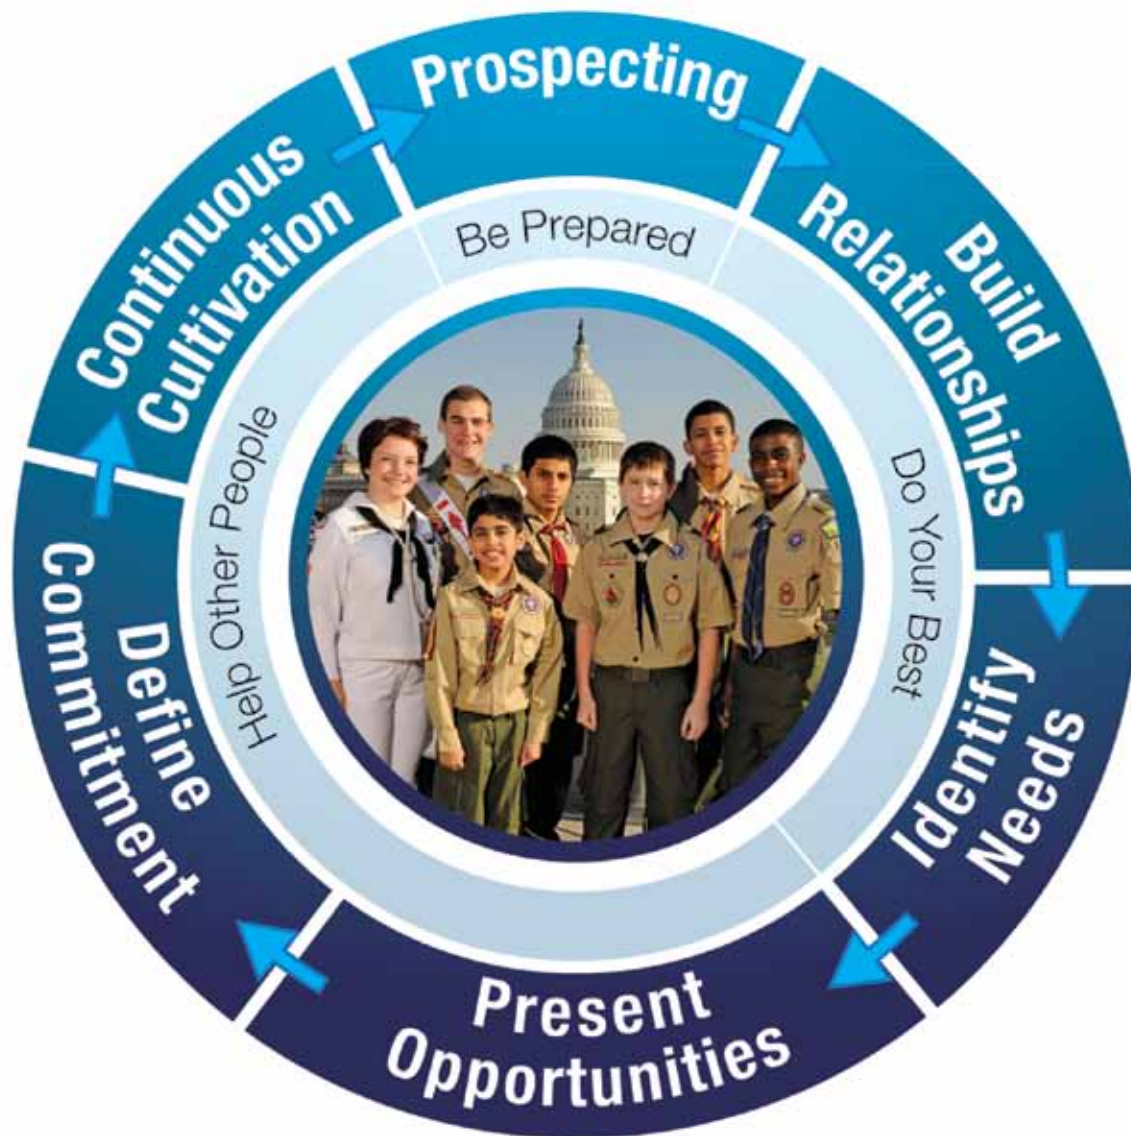 Prospecting
Build
Relationships
Identify
Needs
Present
Opportunities
Define
Commitment
Continuous
Cultivation
Be Prepared
Do Your Best
Help Other People